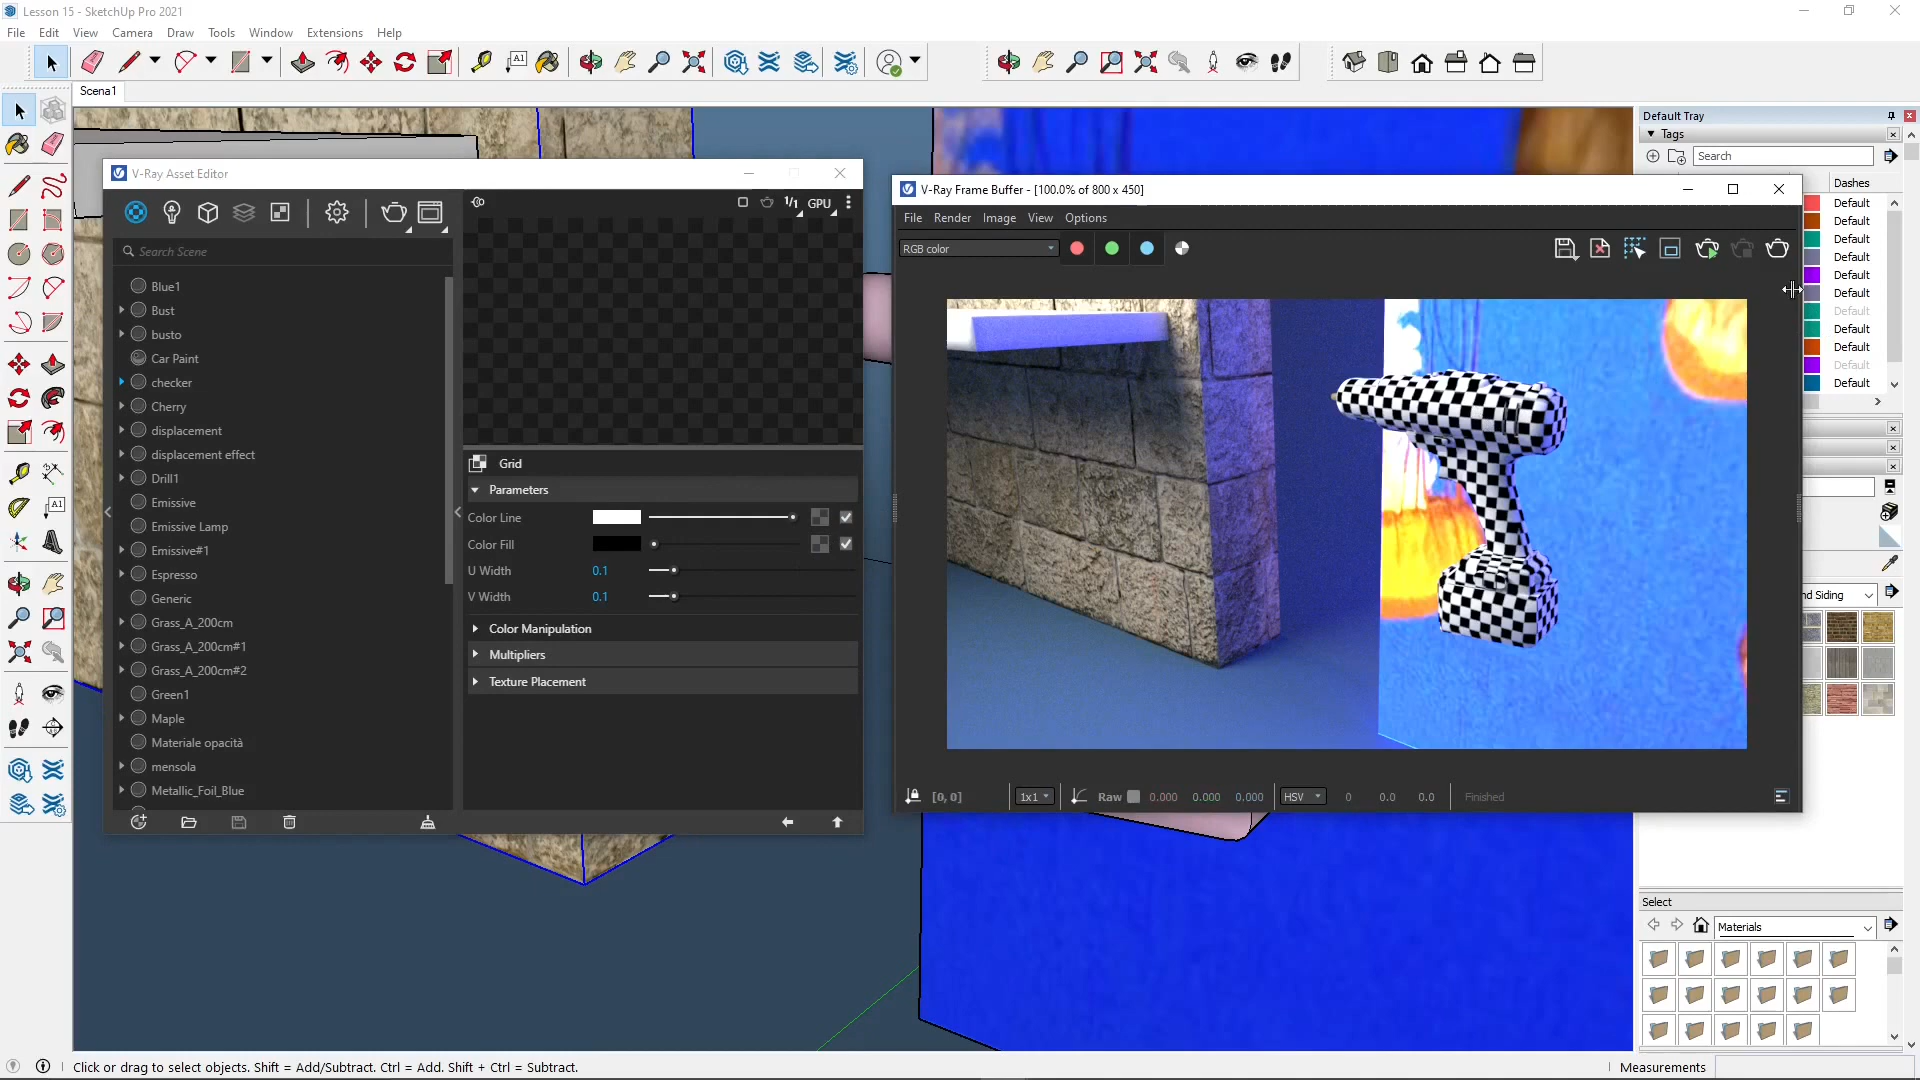 Lesson 15 - SketchUp Pro 2021
File Edit View Camera Draw Tools Window Extensions Help
Scena1
Default Tray
Tags
Search
Dashes
Default
Default
Default
Default
Default
Default
Default
Default
Default
Default
Default
nd Siding
Select
Materials
V-Ray Asset Editor
Search Scene
Blue1
Bust
busto
Car Paint
checker
Cherry
displacement
displacement effect
Drill1
Emissive
Emissive Lamp
Emissive#1
Espresso
Generic
Grass_A_200cm
Grass_A_200cm#1
Grass_A_200cm#2
Green1
Maple
Materiale opacità
mensola
Metallic_Foil_Blue
1/1 GPU
Grid
Parameters
Color Line
Color Fill
U Width 0.1
V Width 0.1
Color Manipulation
Multipliers
Texture Placement
V-Ray Frame Buffer - [100.0% of 800 x 450]
File Render Image View Options
RGB color
[0, 0] 1x1 Raw 0.000 0.000 0.000 HSV 0 0.0 0.0 Finished
Click or drag to select objects. Shift = Add/Subtract. Ctrl = Add. Shift + Ctrl = Subtract.
Measurements